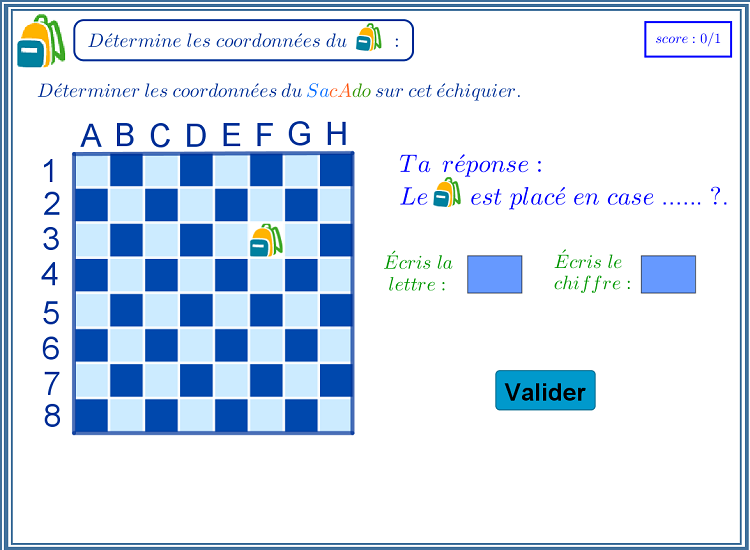 Détermine les coordonnées du :
score : 0/1
Déterminer les coordonnées du SacAdo sur cet échiquier.
A B C D E F G H
1
2
3
4
5
6
7
8
Ta réponse :
Le est placé en case ...... ?.
Écris la
lettre :
Écris le
chiffre :
Valider